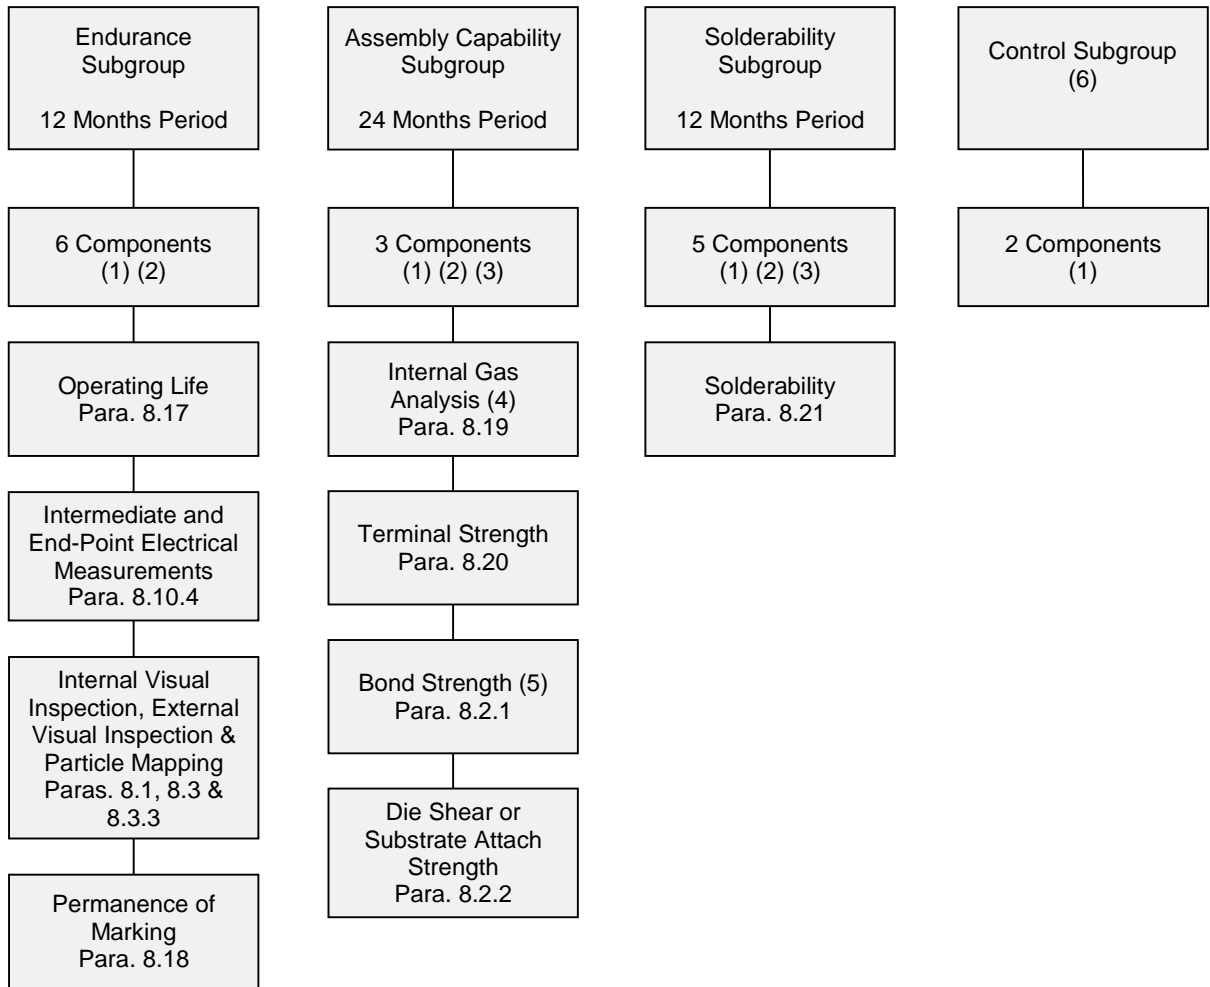 Endurance
Subgroup
12 Months Period
6 Components
(1) (2)
Operating Life
Para. 8.17
Intermediate and
End-Point Electrical
Measurements
Para. 8.10.4
Internal Visual
Inspection, External
Visual Inspection &
Particle Mapping
Paras. 8.1, 8.3 &
8.3.3
Permanence of
Marking
Para. 8.18
Assembly Capability
Subgroup
24 Months Period
3 Components
(1) (2) (3)
Internal Gas
Analysis (4)
Para. 8.19
Terminal Strength
Para. 8.20
Bond Strength (5)
Para. 8.2.1
Die Shear or
Substrate Attach
Strength
Para. 8.2.2
Solderability
Subgroup
12 Months Period
5 Components
(1) (2) (3)
Solderability
Para. 8.21
Control Subgroup
(6)
2 Components
(1)